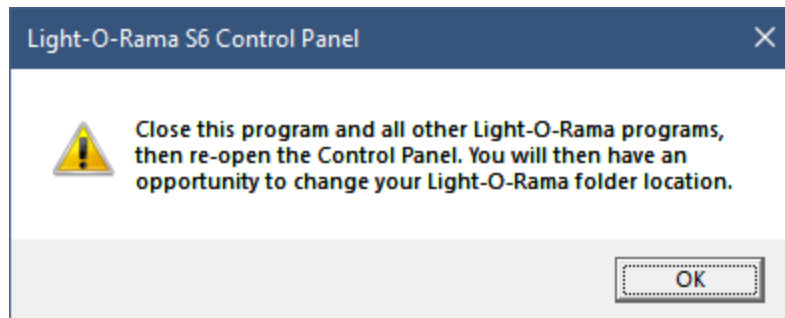 Light-O-Rama S6 Control Panel
Close this program and all other Light-O-Rama programs,
then re-open the Control Panel. You will then have an
opportunity to change your Light-O-Rama folder location.
OK